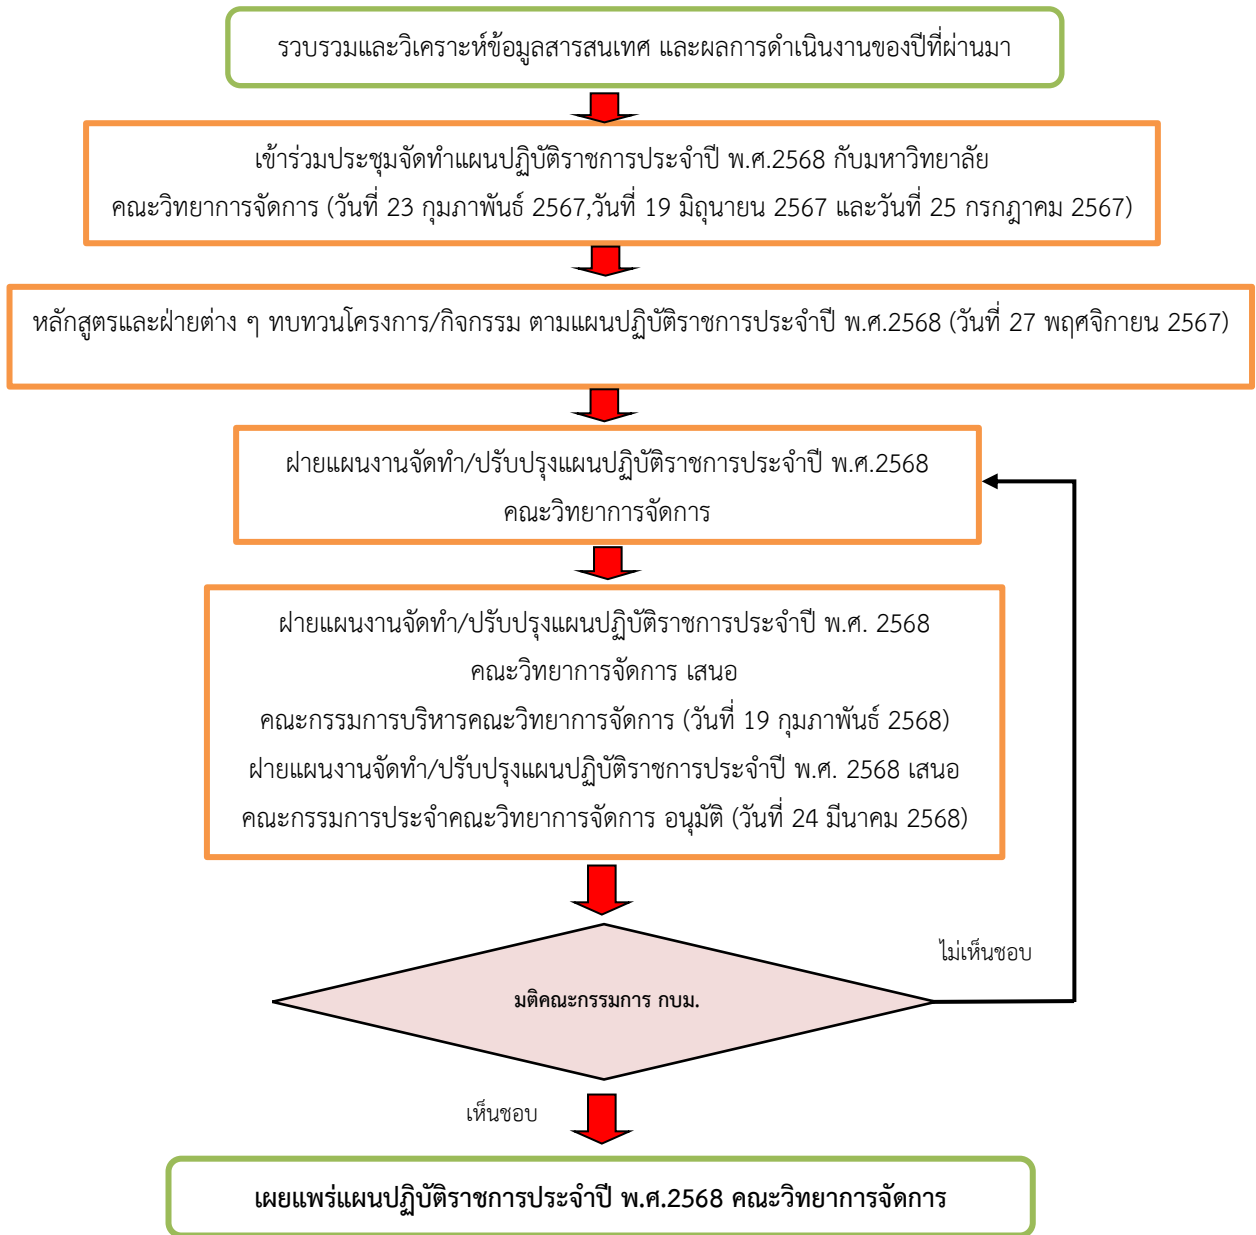 รวบรวมและวิเคราะห์ข้อมูลสารสนเทศ และผลการดำเนินงานของปีที่ผ่านมา
เข้าร่วมประชุมจัดทำแผนปฏิบัติราชการประจำปี พ.ศ.2568 กับมหาวิทยาลัย
คณะวิทยาการจัดการ (วันที่ 23 กุมภาพันธ์ 2567,วันที่ 19 มิถุนายน 2567 และวันที่ 25 กรกฎาคม 2567)
หลักสูตรและฝ่ายต่าง ๆ ทบทวนโครงการ/กิจกรรม ตามแผนปฏิบัติราชการประจำปี พ.ศ.2568 (วันที่ 27 พฤศจิกายน 2567)
ฝ่ายแผนงานจัดทำ/ปรับปรุงแผนปฏิบัติราชการประจำปี พ.ศ.2568
คณะวิทยาการจัดการ
ฝ่ายแผนงานจัดทำ/ปรับปรุงแผนปฏิบัติราชการประจำปี พ.ศ. 2568
คณะวิทยาการจัดการ เสนอ
คณะกรรมการบริหารคณะวิทยาการจัดการ (วันที่ 19 กุมภาพันธ์ 2568)
ฝ่ายแผนงานจัดทำ/ปรับปรุงแผนปฏิบัติราชการประจำปี พ.ศ. 2568 เสนอ
คณะกรรมการประจำคณะวิทยาการจัดการ อนุมัติ (วันที่ 24 มีนาคม 2568)
ไม่เห็นชอบ
มติคณะกรรมการ กบม.
เห็นชอบ
เผยแพร่แผนปฏิบัติราชการประจำปี พ.ศ.2568 คณะวิทยาการจัดการ